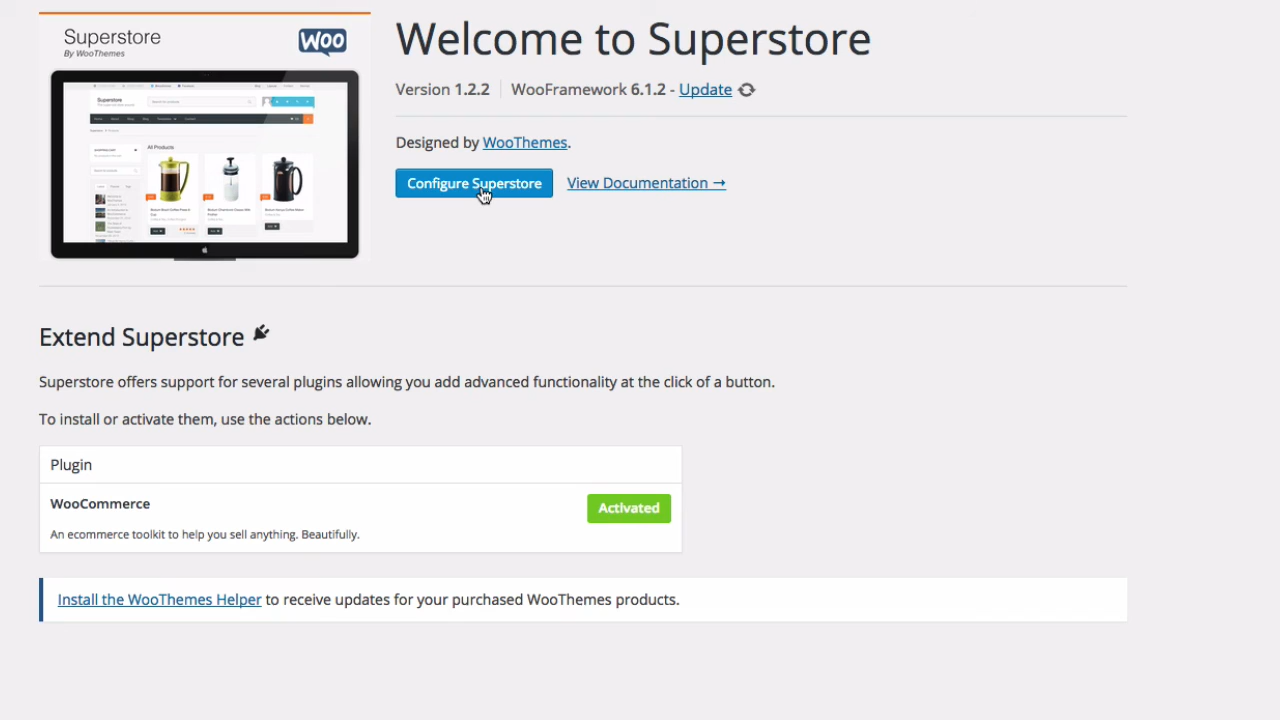 Superstore
By WooThemes
WOO
Welcome to Superstore
Version 1.2.2
WooFramework 6.1.2 - Update
Designed by WooThemes.
Configure Superstore
View Documentation →
All Products
Extend Superstore
Superstore offers support for several plugins allowing you add advanced functionality at the click of a button.
To install or activate them, use the actions below.
Plugin
WooCommerce
Activated
An ecommerce toolkit to help you sell anything. Beautifully.
Install the WooThemes Helper to receive updates for your purchased WooThemes products.